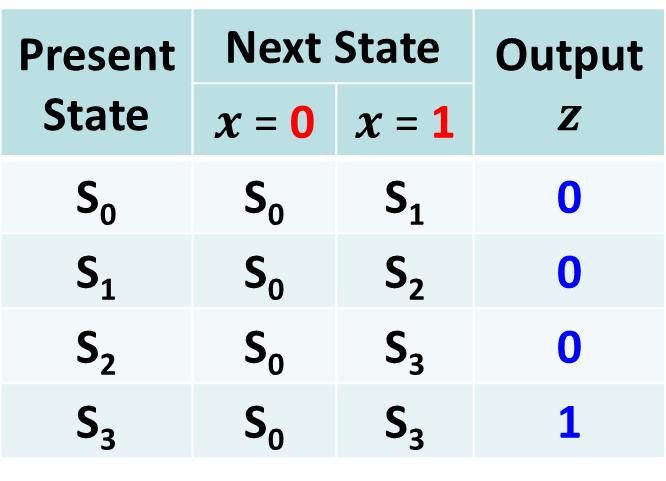 Present State Next State Output z
x = 0 x = 1
S₀ S₀ S₁ 0
S₁ S₀ S₂ 0
S₂ S₀ S₃ 0
S₃ S₀ S₃ 1